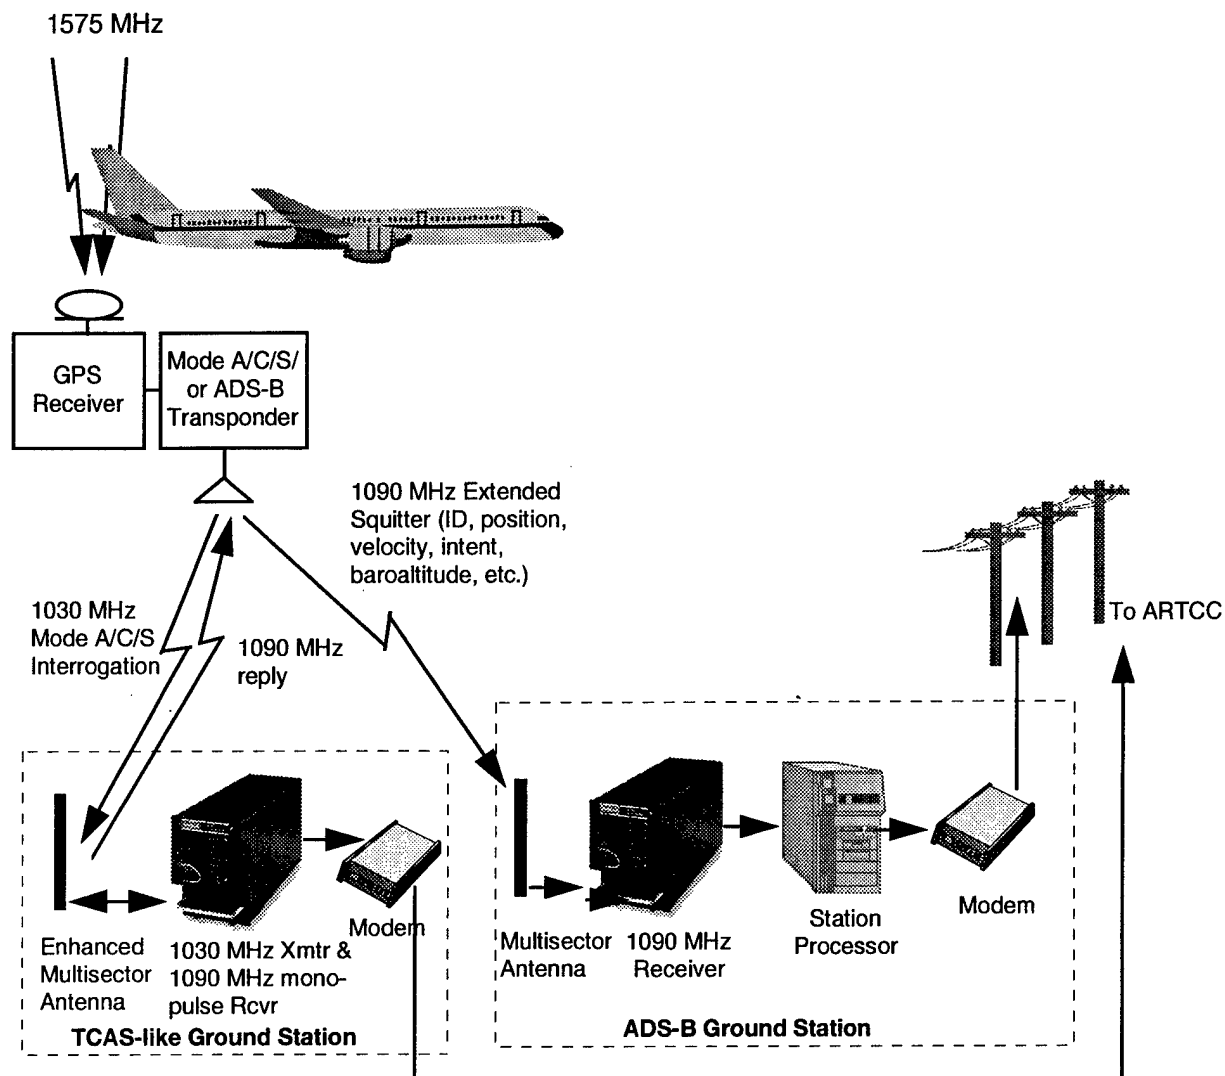 1575 MHz
GPS
Receiver
Mode A/C/S/
or ADS-B
Transponder
1090 MHz Extended
Squitter (ID, position,
velocity, intent,
baroaltitude, etc.)
1030 MHz
Mode A/C/S
Interrogation
1090 MHz
reply
To ARTCC
Enhanced
Multisector
Antenna
1030 MHz Xmtr &
1090 MHz mono-
pulse Rcvr
Modem
TCAS-like Ground Station
Multisector
Antenna
1090 MHz
Receiver
Station
Processor
Modem
ADS-B Ground Station